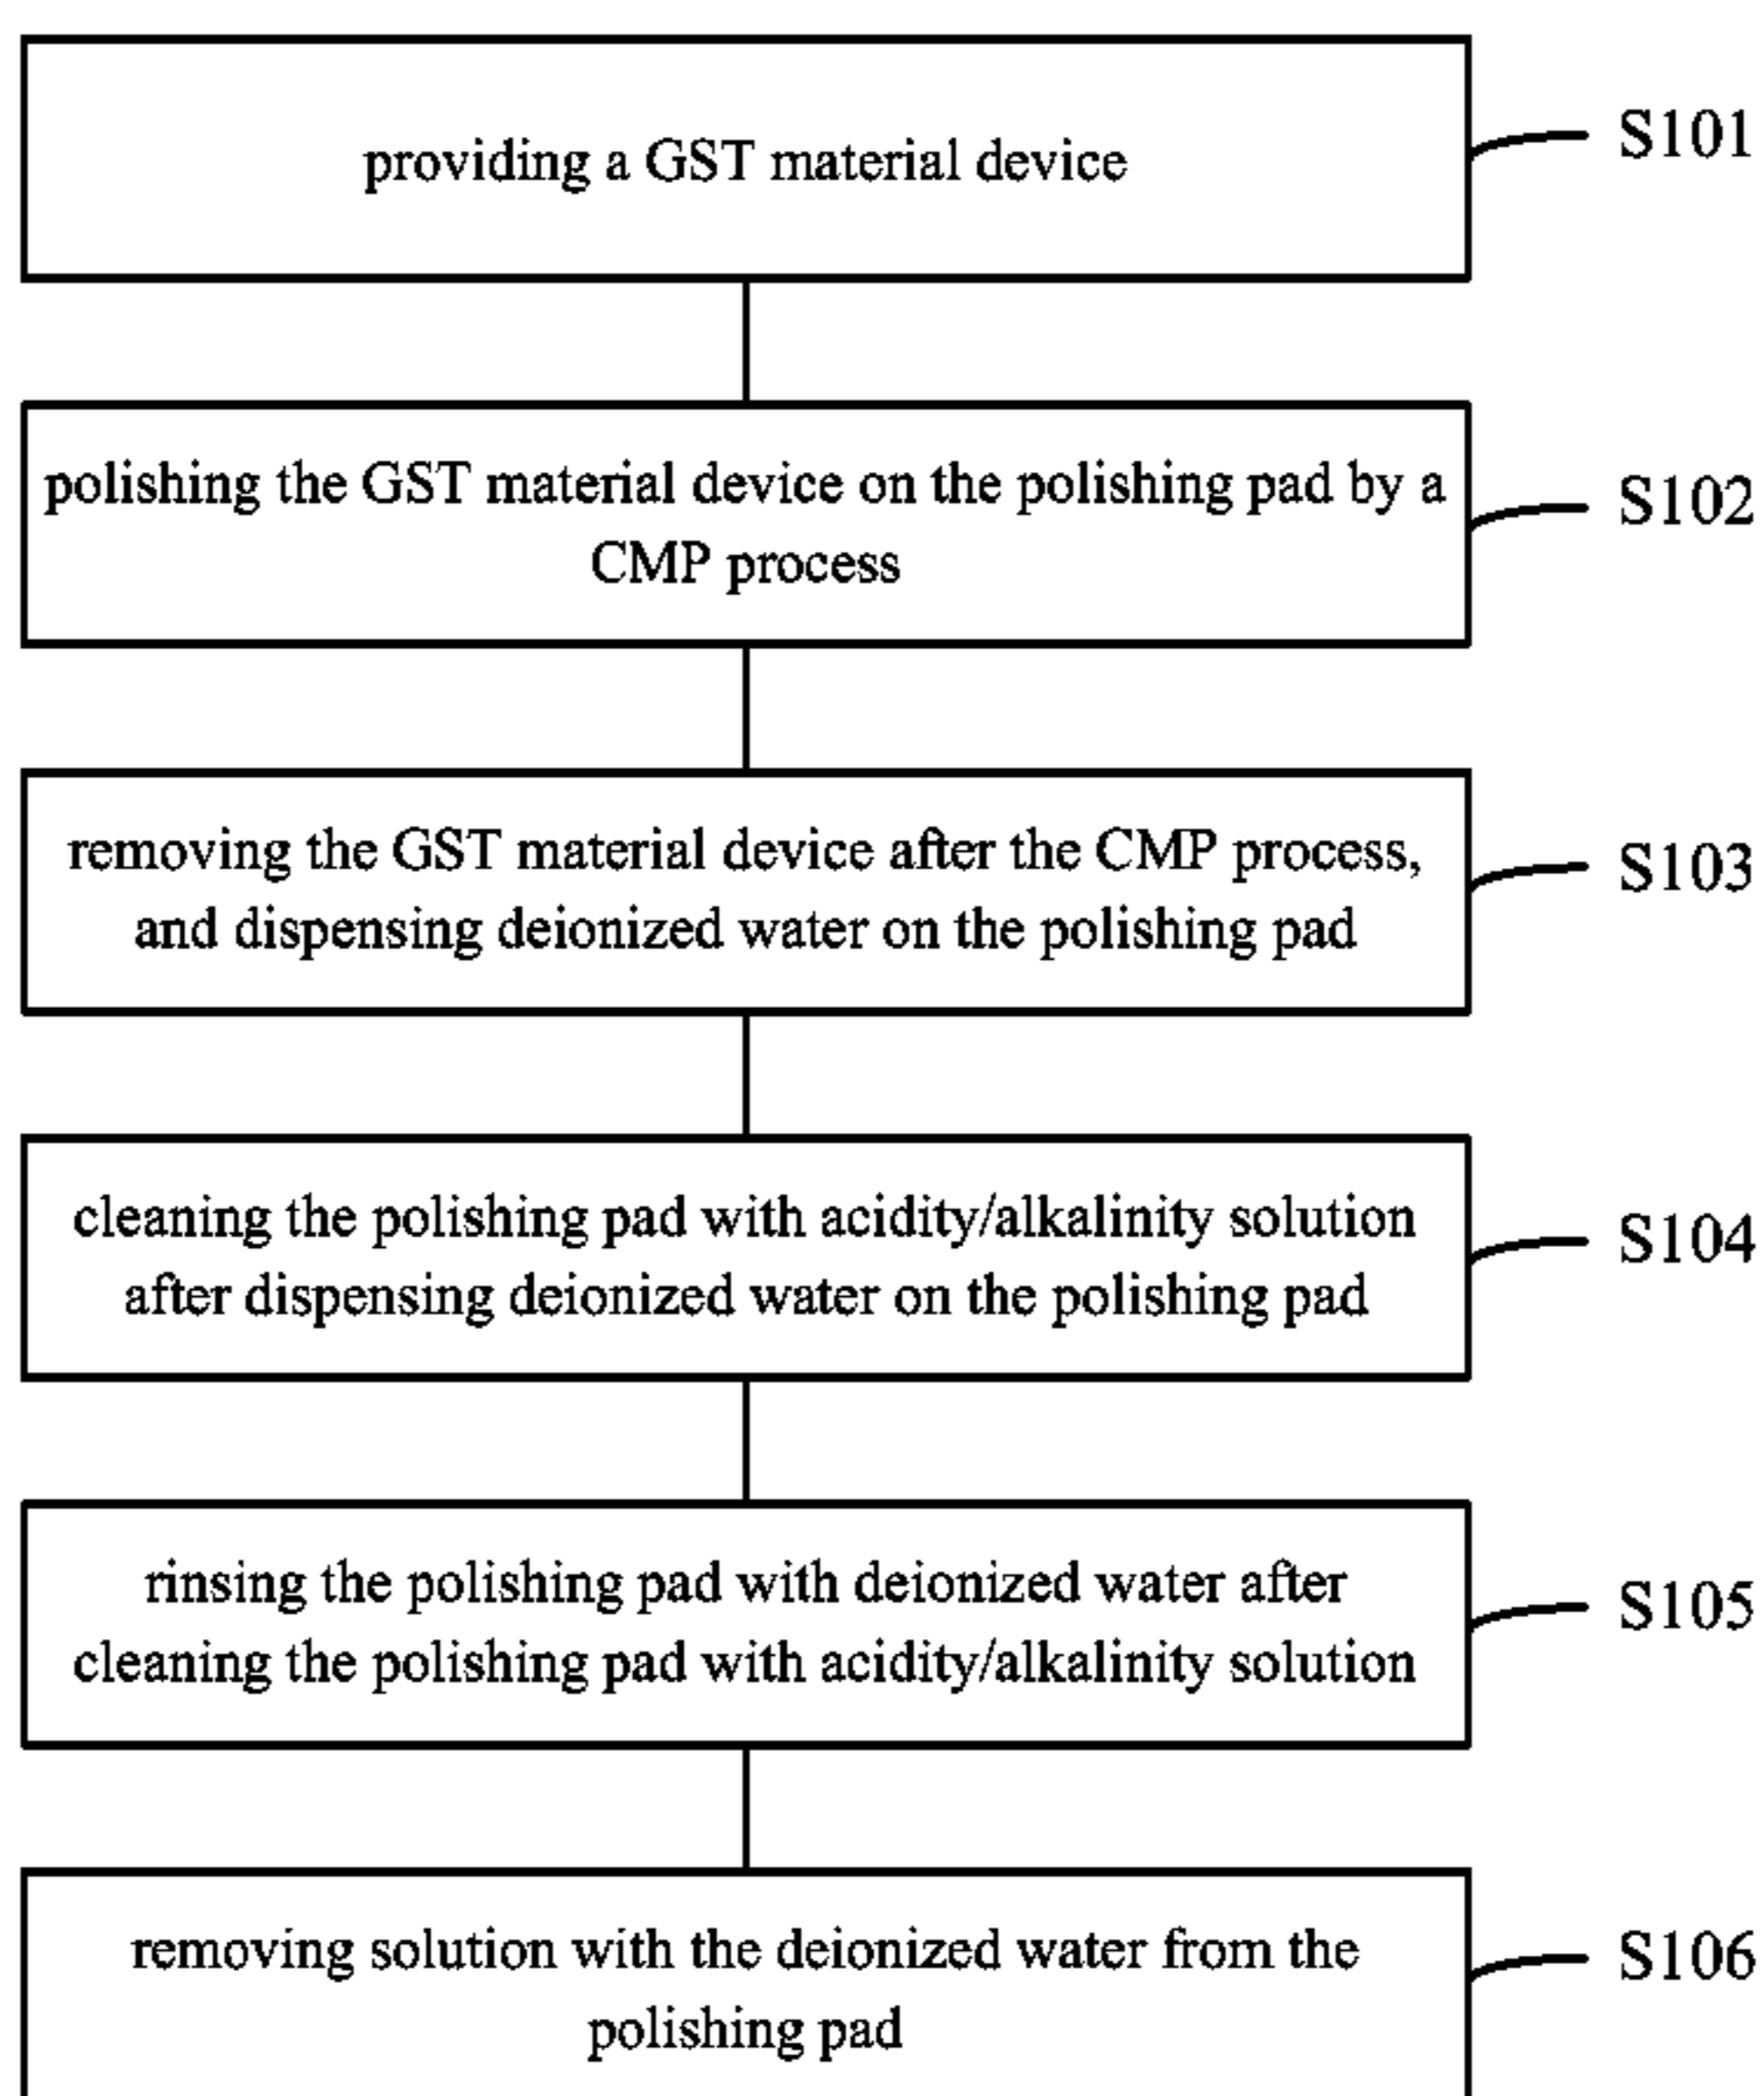 providing a GST material device
S101
polishing the GST material device on the polishing pad by a
CMP process
S102
removing the GST material device after the CMP process,
and dispensing deionized water on the polishing pad
S103
cleaning the polishing pad with acidity/alkalinity solution
after dispensing deionized water on the polishing pad
S104
rinsing the polishing pad with deionized water after
cleaning the polishing pad with acidity/alkalinity solution
S105
removing solution with the deionized water from the
polishing pad
S106